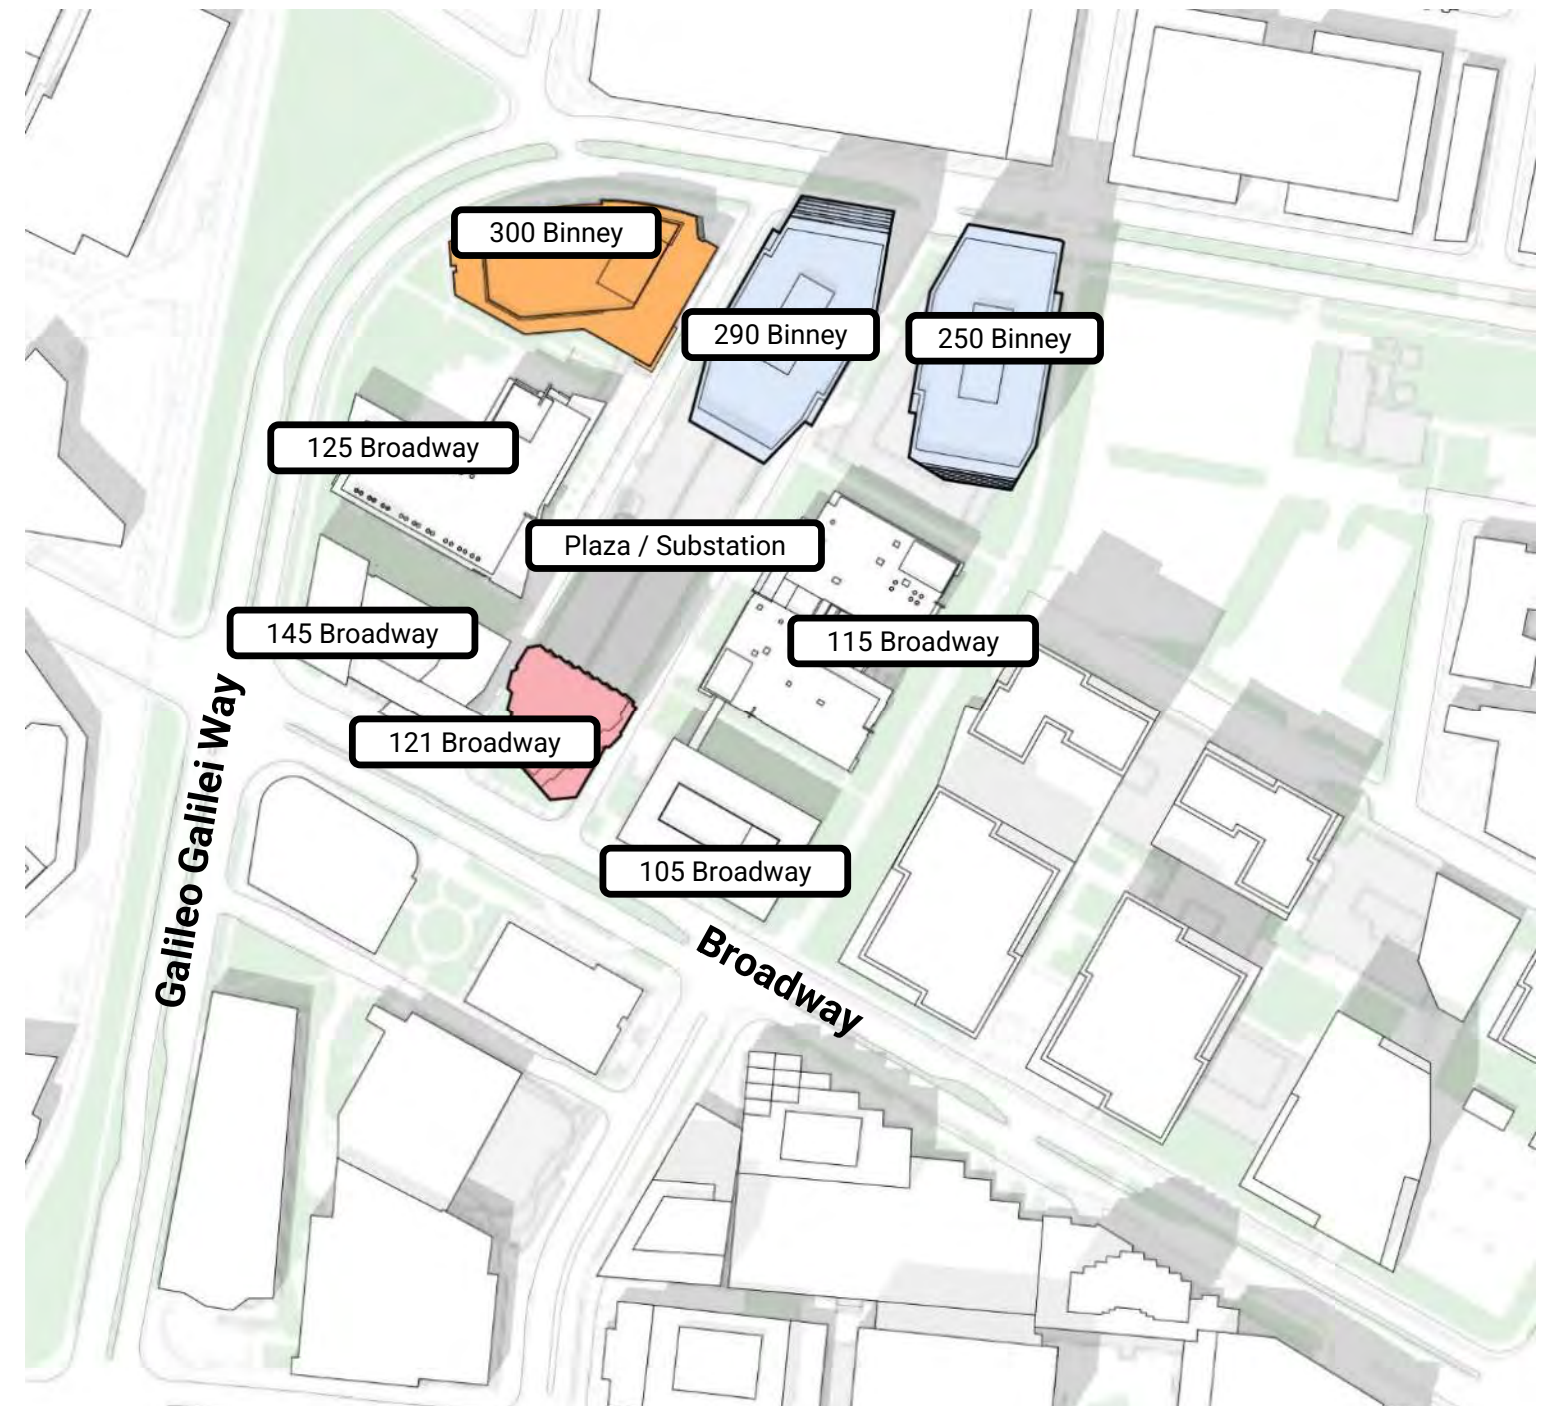 300 Binney
290 Binney
250 Binney
125 Broadway
Plaza / Substation
145 Broadway
115 Broadway
121 Broadway
105 Broadway
Galileo Galilei Way
Broadway